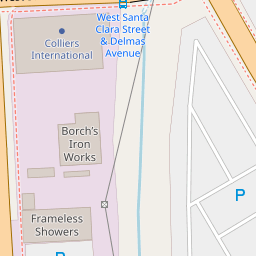 West Santa
Clara Street
& Delmas
Avenue
Colliers
International
Borch's
Iron
Works
P
Frameless
Showers
P